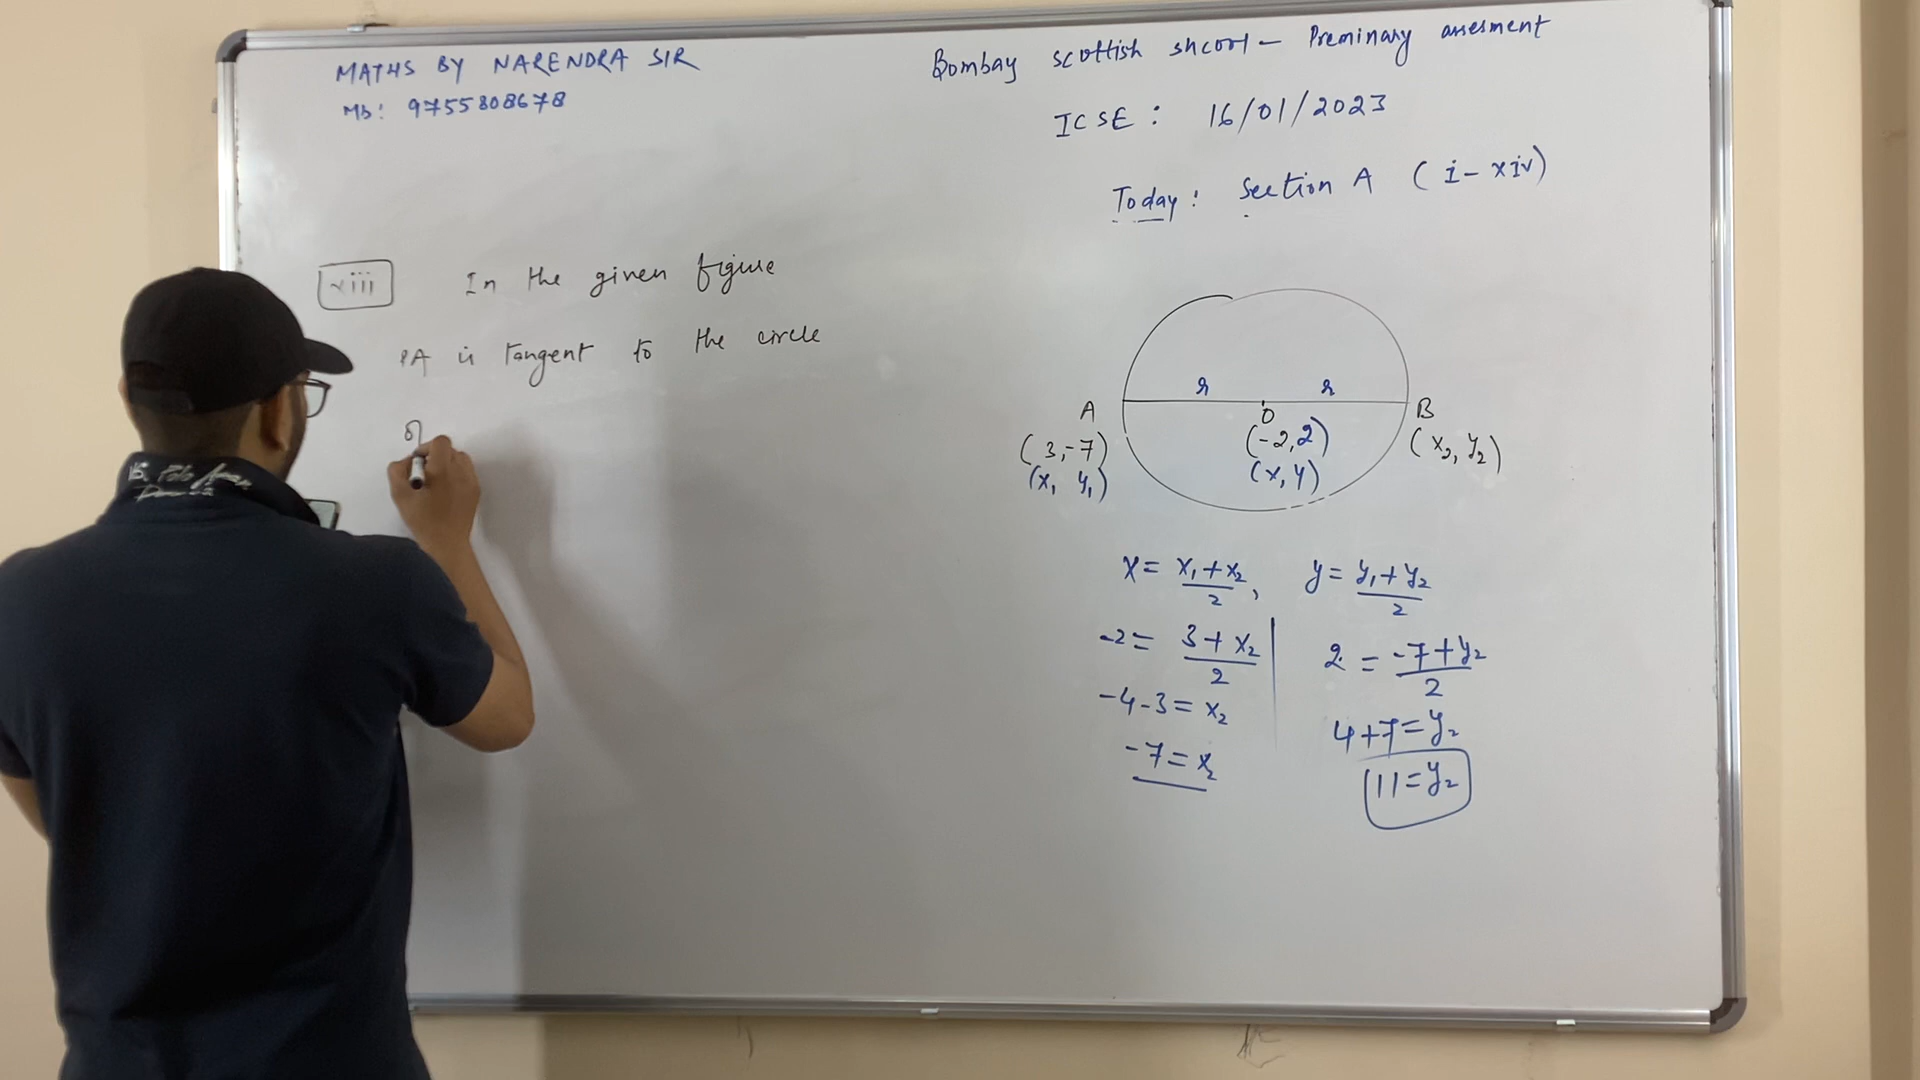 MATHS BY NARENDRA SIR
Mb: 9755808678
Bombay scottish shcool - Preminary assesment
ICSE : 16/01/2023
Today : Section A ( i - xiv)
xiii In the given figure
PA is tangent to the circle
A
r r
O
B
(3,-7)
(x, y₁)
(-2,2)
(x, y)
(x₂, y₂)
x = x₁+x₂/2, y = y₁+y₂/2
-2 = 3+x₂/2
2 = -7+y₂/2
-4-3 = x₂
4+7 = y₂
-7 = x₂
11 = y₂